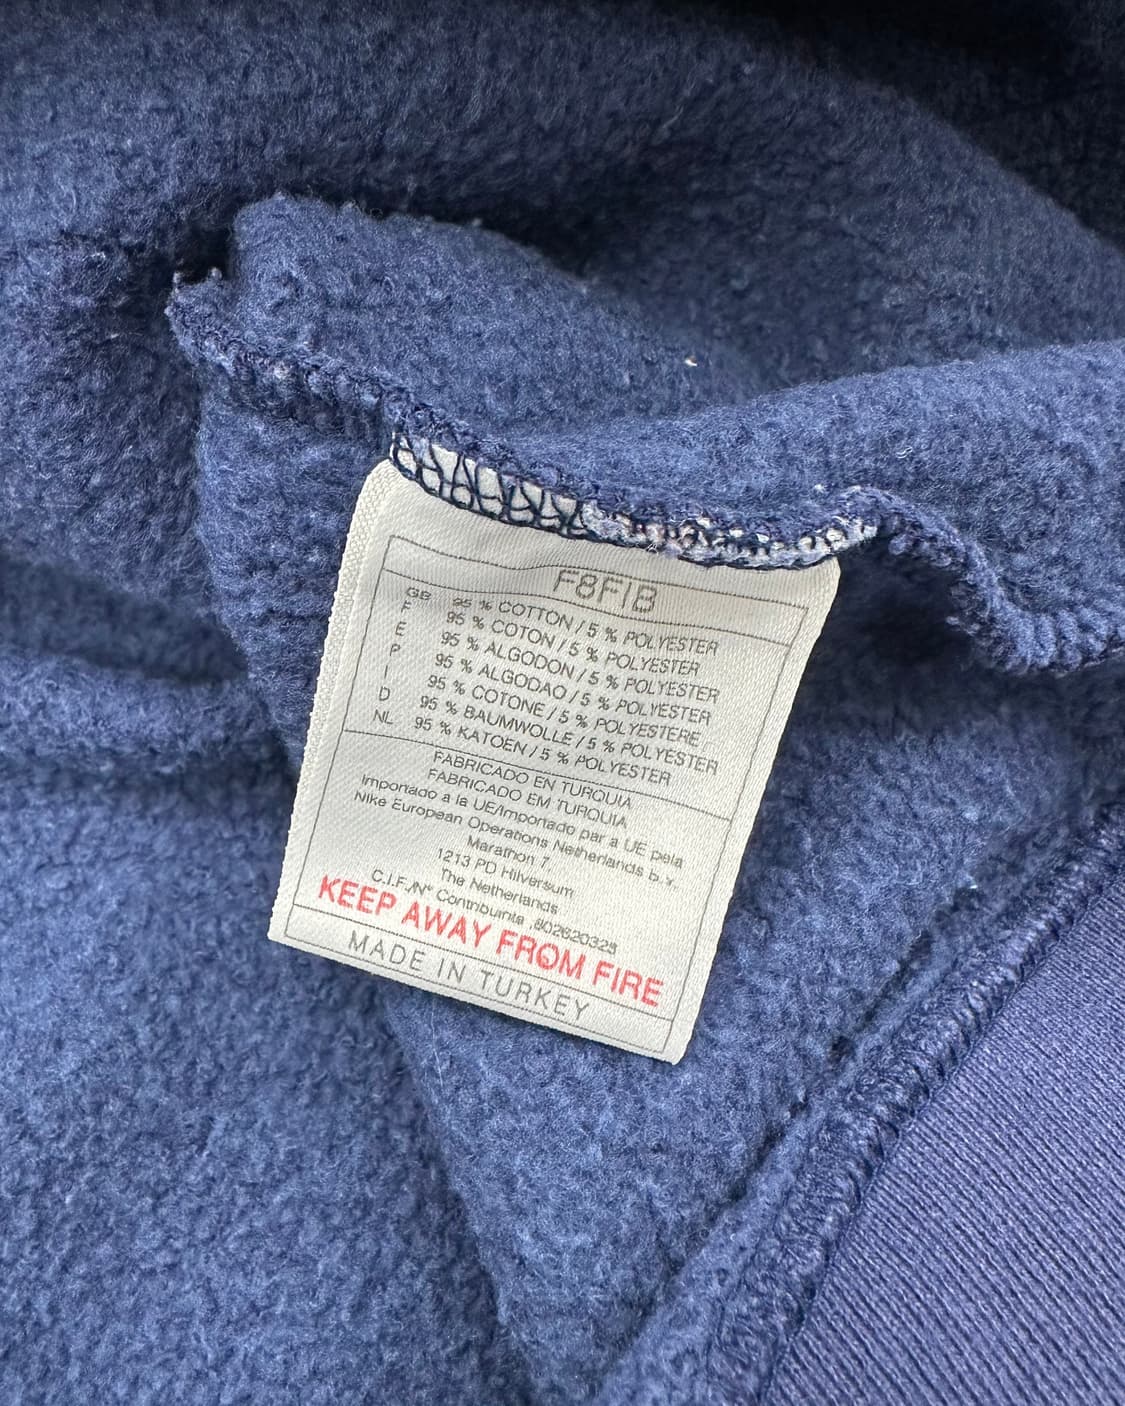 F8F/B
GB 95 % COTTON / 5 % POLYESTER
F 95 % COTON / 5 % POLYESTER
E 95 % ALGODON / 5 % POLYESTER
P 95 % ALGODAO / 5 % POLYESTER
I 95 % COTONE / 5 % POLYESTERE
D 95 % BAUMWOLLE / 5 % POLYESTER
NL 95 % KATOEN / 5 % POLYESTER
FABRICADO EN TURQUIA
FABRICADO EM TURQUIA
Importado a la UE/Importado par a UE pela
Nike European Operations Netherlands b.v.
Marathon 7,
1213 PD Hilversum
The Netherlands
C.I.F./N° Contribuinta .802620328
KEEP AWAY FROM FIRE
MADE IN TURKEY